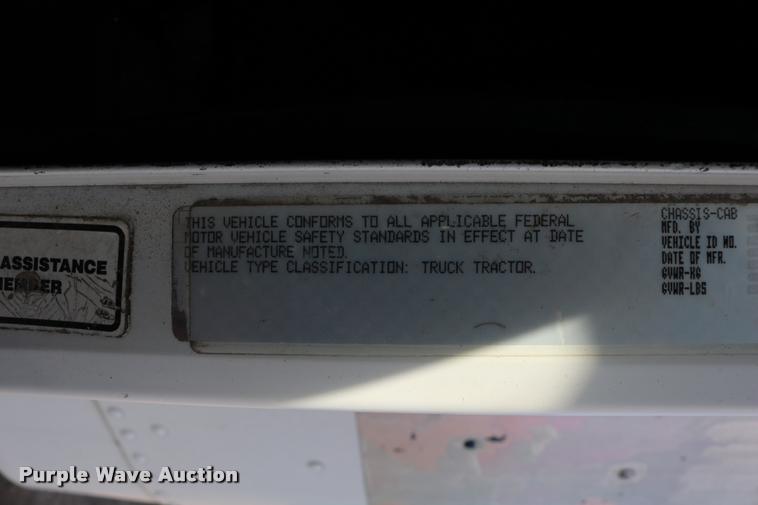 THIS VEHICLE CONFORMS TO ALL APPLICABLE FEDERAL
MOTOR VEHICLE SAFETY STANDARDS IN EFFECT AT DATE
OF MANUFACTURE NOTED.
VEHICLE TYPE CLASSIFICATION: TRUCK TRACTOR.
CHASSIS-CAB
MFD. BY
VEHICLE ID NO.
DATE OF MFR.
GVWR-KG
GVWR-LBS
ASSISTANCE
Purple Wave Auction